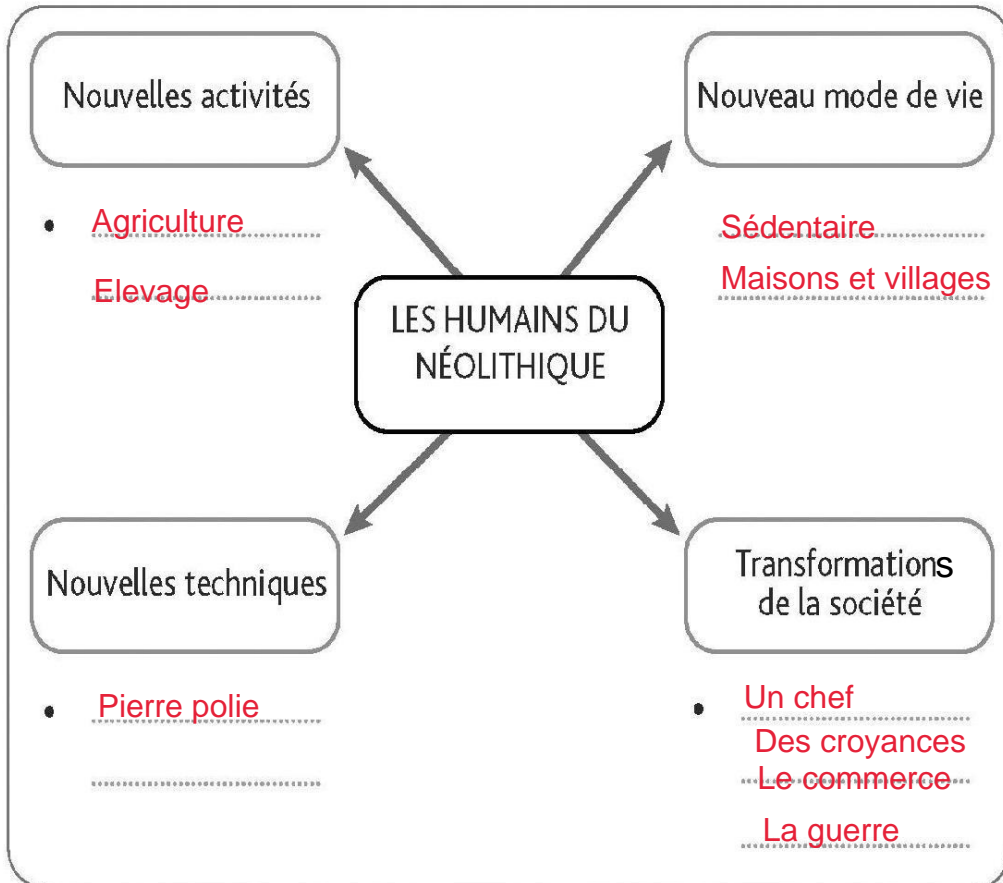 Nouvelles activités
Nouveau mode de vie
• Agriculture
Elevage
Sédentaire
Maisons et villages
LES HUMAINS DU
NÉOLITHIQUE
Nouvelles techniques
Transformations
de la société
• Pierre polie
• Un chef
Des croyances
Le commerce
La guerre